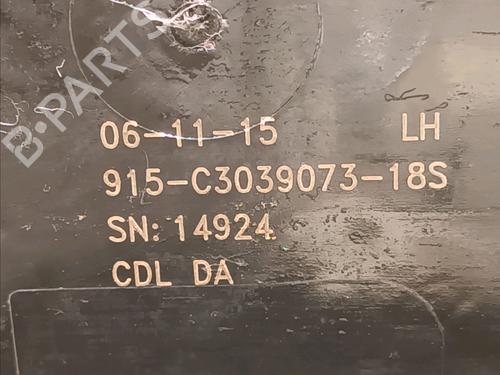 B-PARTS
06-11-15 LH
915-C3039073-18S
SN: 14924
CDL DA